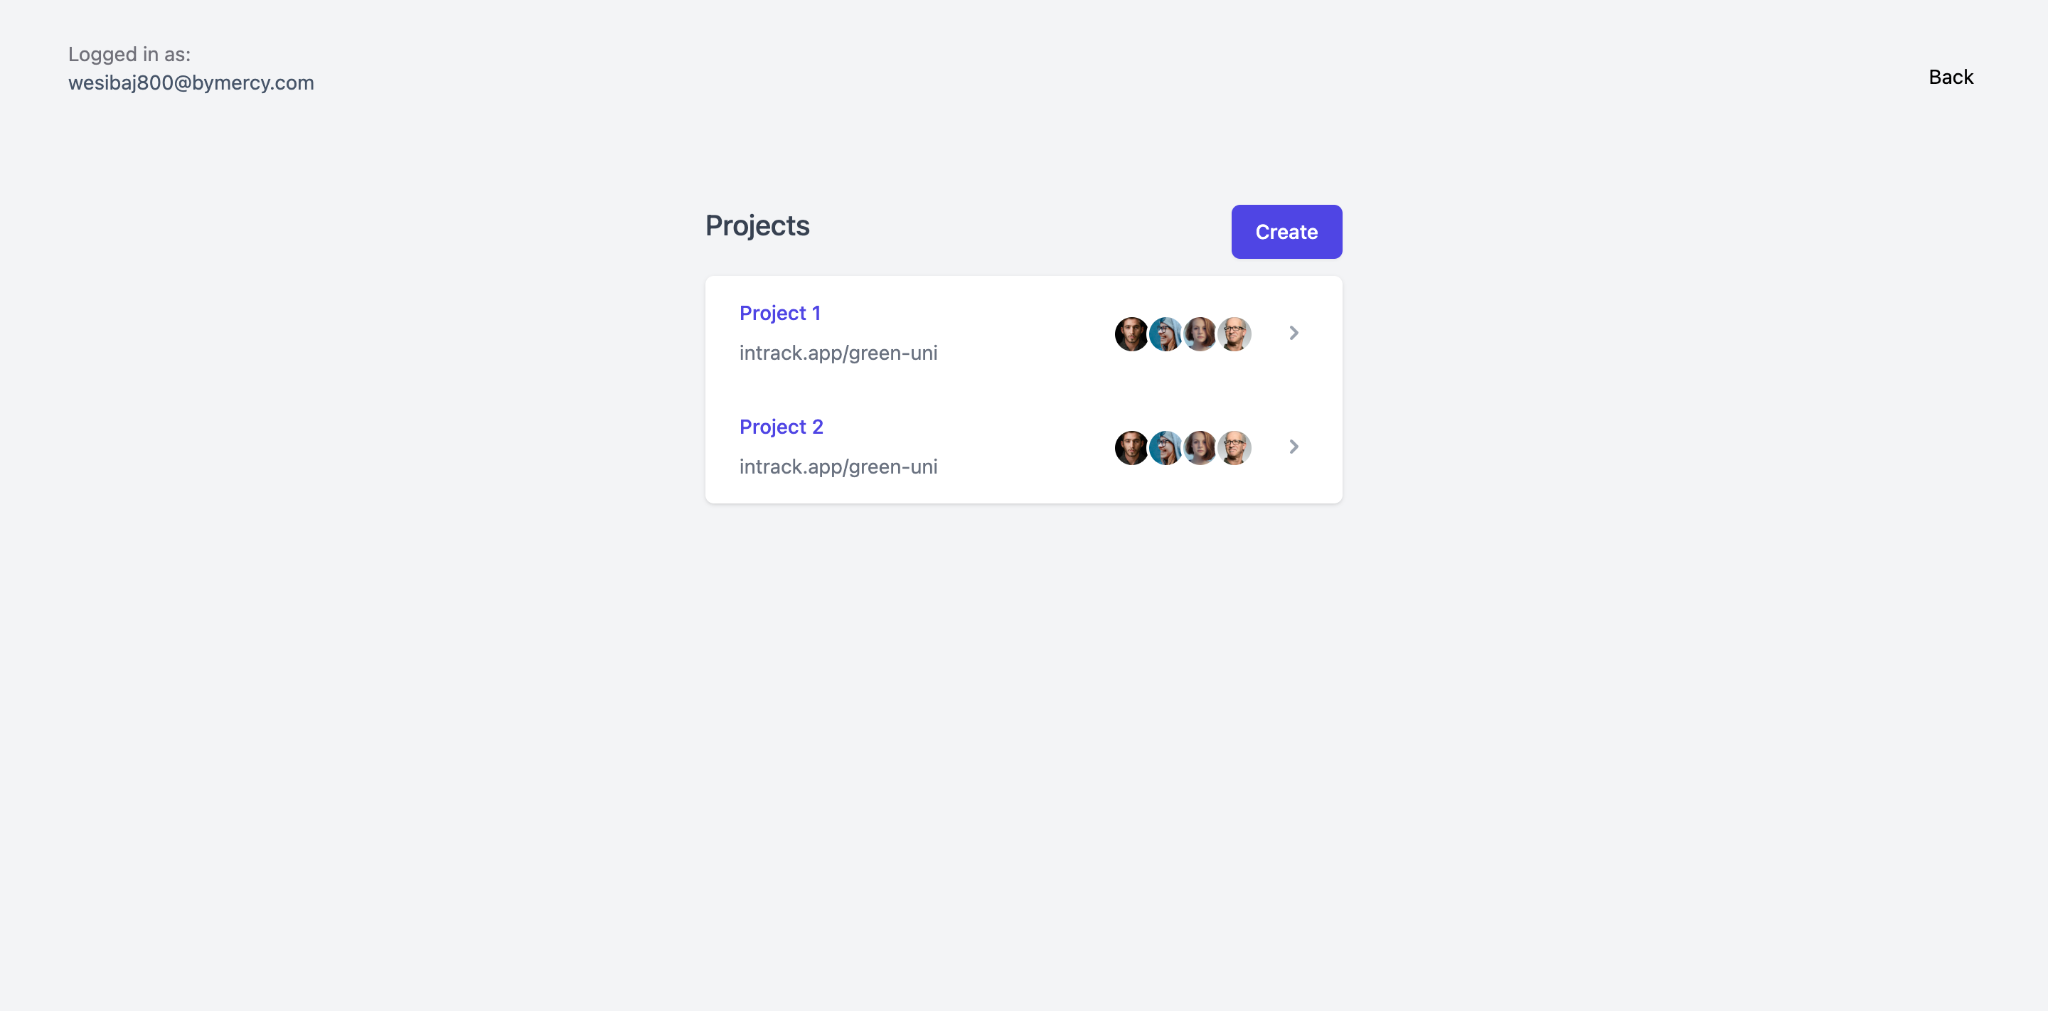 Logged in as:
wesibaj800@bymercy.com
Back
Projects
Create
Project 1
intrack.app/green-uni
Project 2
intrack.app/green-uni